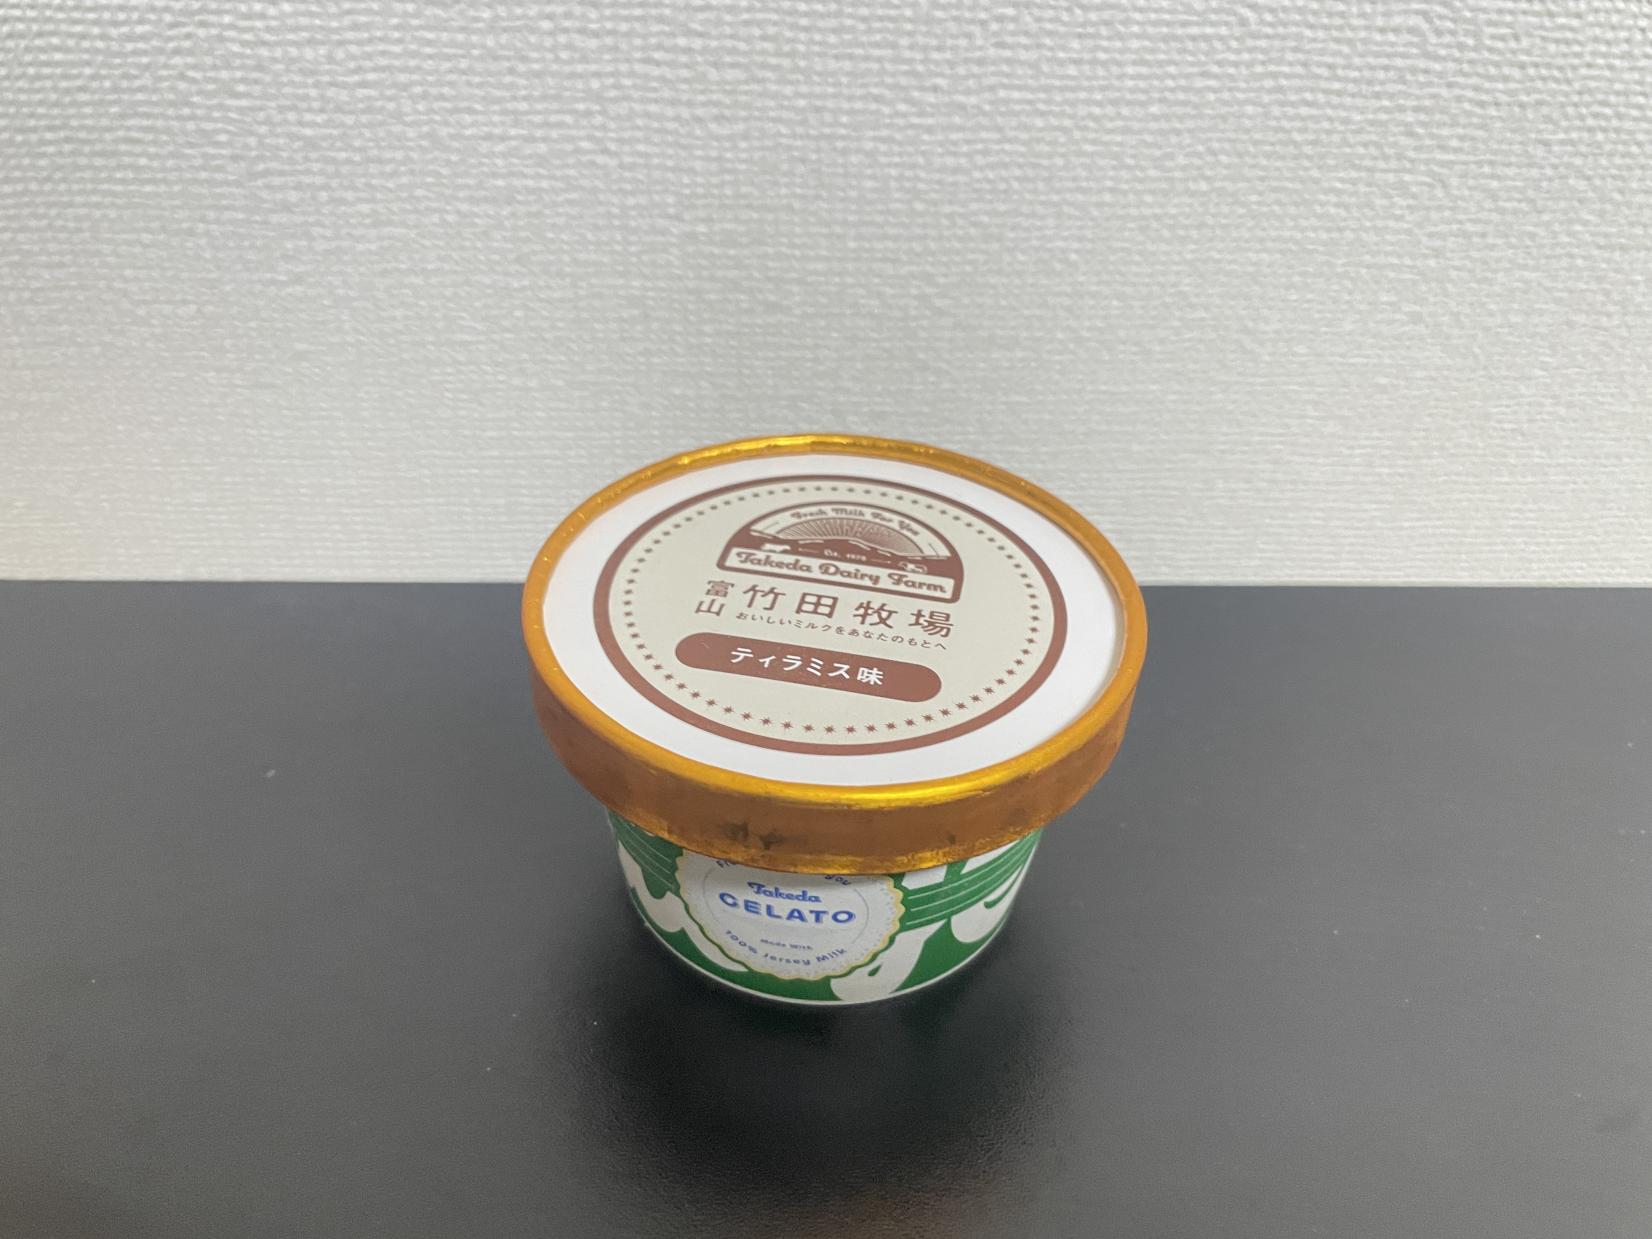 Fresh Milk For You
Est. 1978
Takeda Dairy Farm
富山
竹田牧場
おいしいミルクをあなたのもとへ
ティラミス味
you
Takeda
GELATO
Made With
100% Jersey Milk